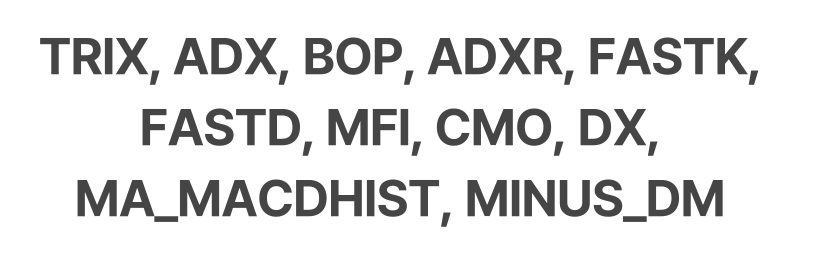 TRIX, ADX, BOP, ADXR, FASTK,
FASTD, MFI, CMO, DX,
MA_MACDHIST, MINUS_DM